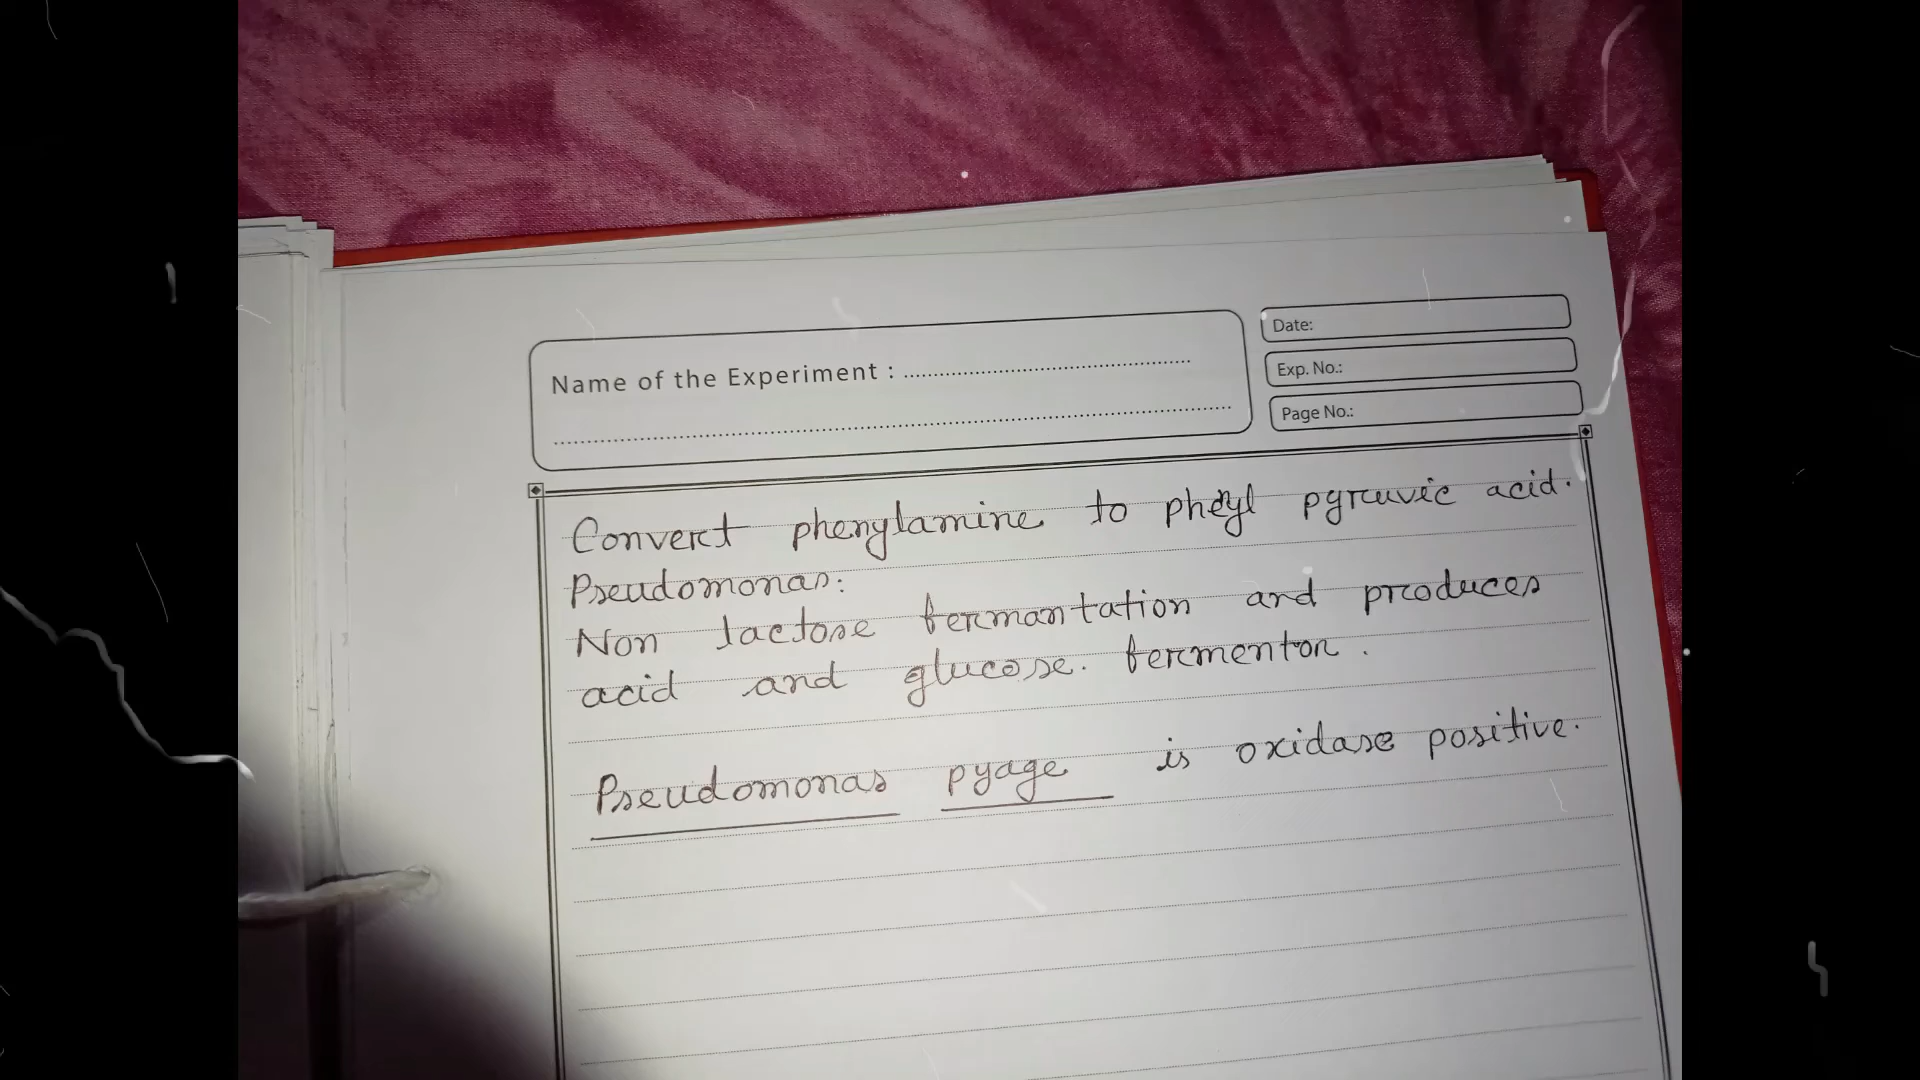 Name of the Experiment :
Date:
Exp. No.:
Page No.:
Convert phenylamine to pheyl pyruvic acid.
Pseudomonas:
Non lactose fermantation and produces
acid and glucose. fermentor.
Pseudomonas pyage is oxidase positive.